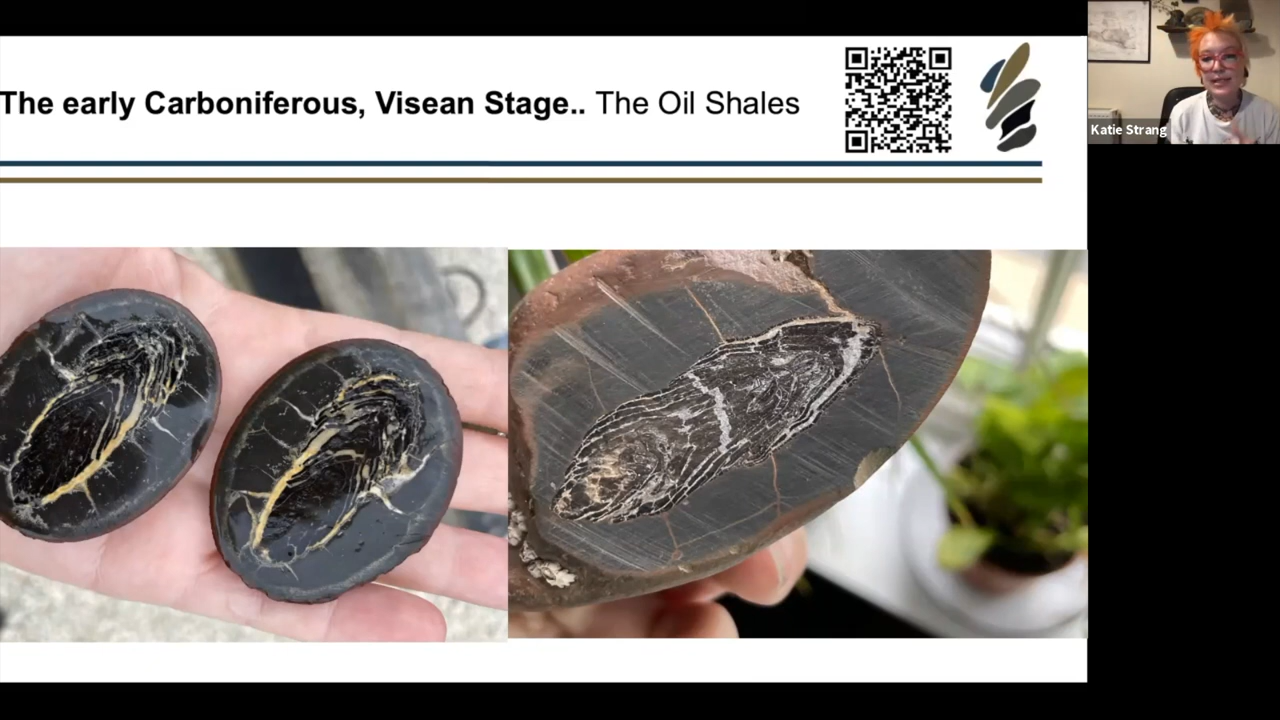 The early Carboniferous, Visean Stage.. The Oil Shales
Katie Strang